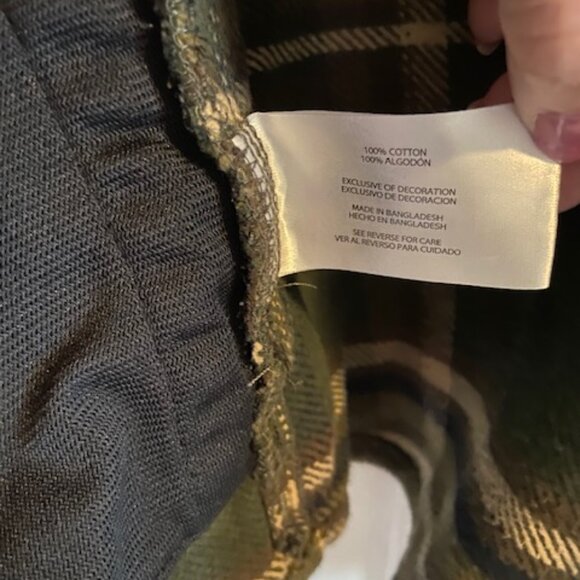 100% COTTON
100% ALGODÓN
EXCLUSIVE OF DECORATION
EXCLUSIVO DE DECORACION
MADE IN BANGLADESH
HECHO EN BANGLADESH
SEE REVERSE FOR CARE
VER AL REVERSO PARA CUIDADO